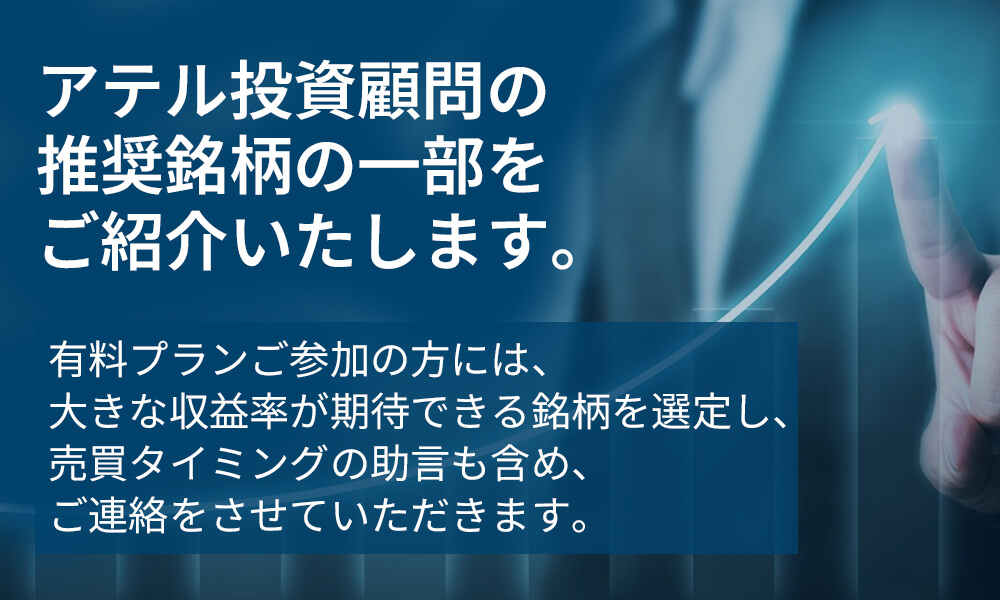 アテル投資顧問の
推奨銘柄の一部を
ご紹介いたします。
有料プランご参加の方には、
大きな収益率が期待できる銘柄を選定し、
売買タイミングの助言も含め、
ご連絡をさせていただきます。